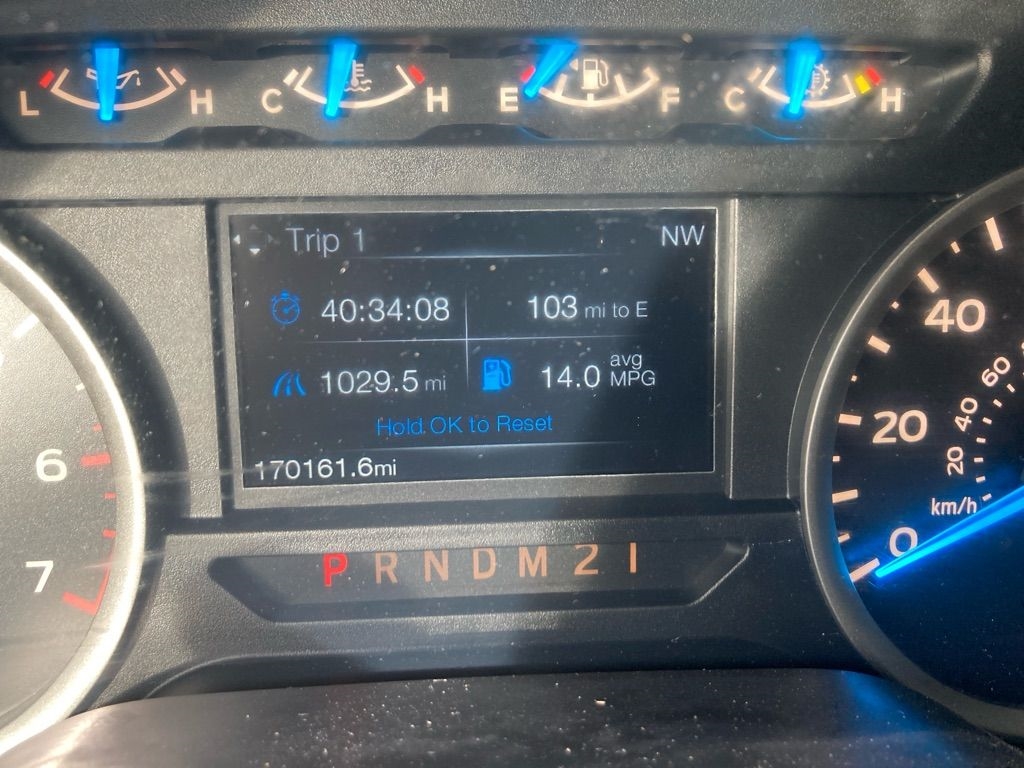 L H C H E F C H
Trip 1 NW
40:34:08 103 mi to E
1029.5 mi 14.0 avg MPG
Hold OK to Reset
170161.6mi
P R N D M 2 1
6
7
40
20
0
60
40
20
km/h